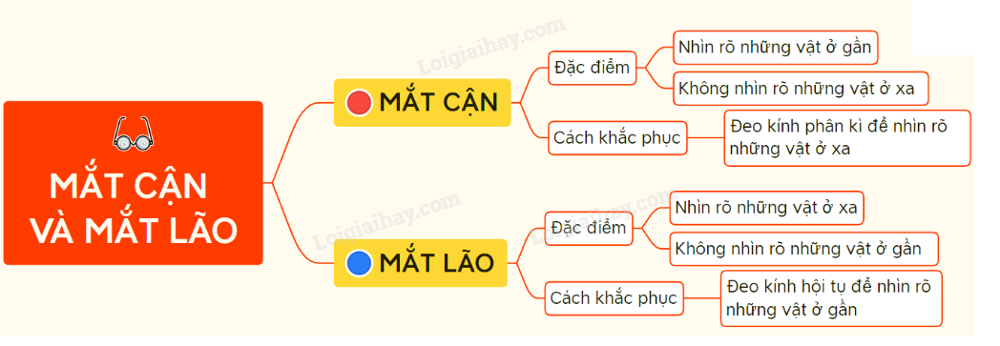 MẮT CẬN
VÀ MẮT LÃO
MẮT CẬN
Đặc điểm
Nhìn rõ những vật ở gần
Không nhìn rõ những vật ở xa
Cách khắc phục
Đeo kính phân kì để nhìn rõ
những vật ở xa
MẮT LÃO
Đặc điểm
Nhìn rõ những vật ở xa
Không nhìn rõ những vật ở gần
Cách khắc phục
Đeo kính hội tụ để nhìn rõ
những vật ở gần
Loigiaihay.com
Loigiaihay.com
Loigiaihay.com